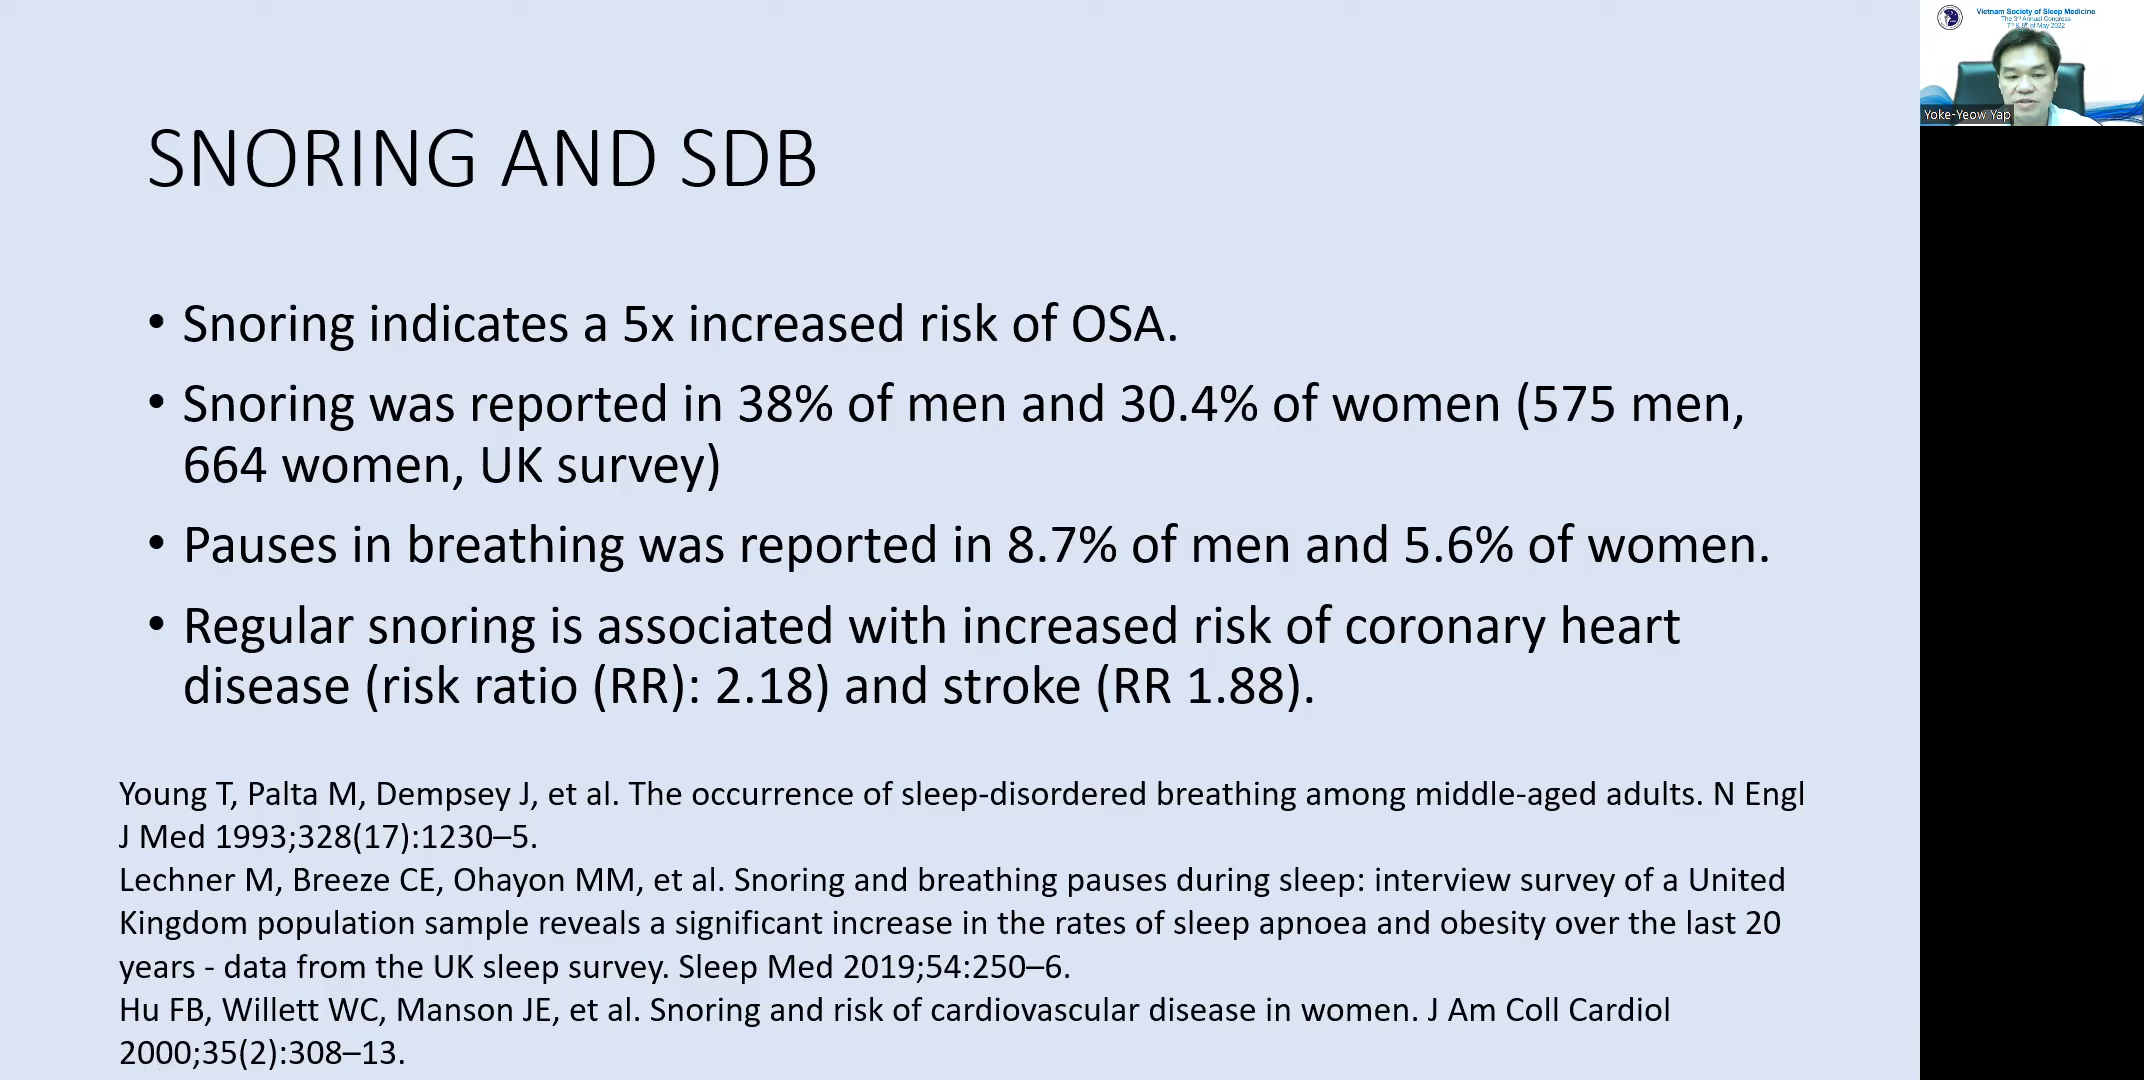 SNORING AND SDB
• Snoring indicates a 5x increased risk of OSA.
• Snoring was reported in 38% of men and 30.4% of women (575 men,
664 women, UK survey)
• Pauses in breathing was reported in 8.7% of men and 5.6% of women.
• Regular snoring is associated with increased risk of coronary heart
disease (risk ratio (RR): 2.18) and stroke (RR 1.88).
Young T, Palta M, Dempsey J, et al. The occurrence of sleep-disordered breathing among middle-aged adults. N Engl
J Med 1993;328(17):1230–5.
Lechner M, Breeze CE, Ohayon MM, et al. Snoring and breathing pauses during sleep: interview survey of a United
Kingdom population sample reveals a significant increase in the rates of sleep apnoea and obesity over the last 20
years - data from the UK sleep survey. Sleep Med 2019;54:250–6.
Hu FB, Willett WC, Manson JE, et al. Snoring and risk of cardiovascular disease in women. J Am Coll Cardiol
2000;35(2):308–13.
Vietnam Society of Sleep Medicine
The 3rd Annual Congress
7th & 8th of May 2022
Yoke-Yeow Yap